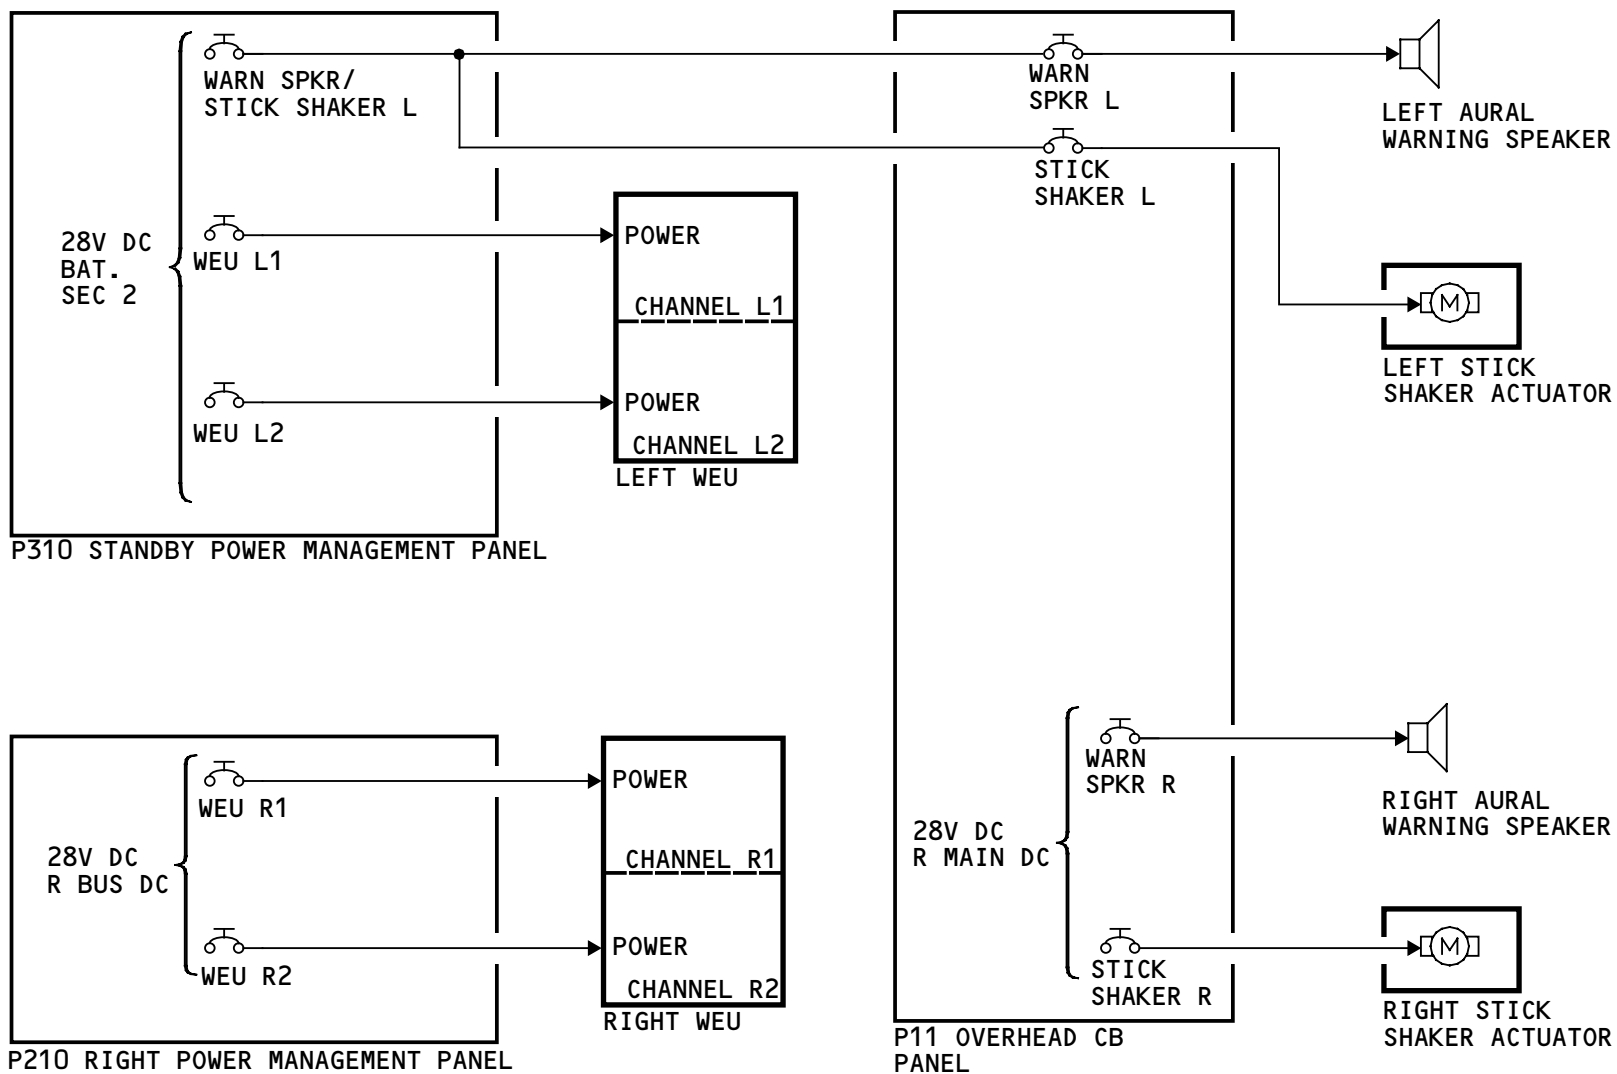 WARN SPKR/
STICK SHAKER L
28V DC
BAT.
SEC 2
WEU L1
WEU L2
P310 STANDBY POWER MANAGEMENT PANEL
POWER
CHANNEL L1
POWER
CHANNEL L2
LEFT WEU
WARN
SPKR L
STICK
SHAKER L
LEFT AURAL
WARNING SPEAKER
M
LEFT STICK
SHAKER ACTUATOR
28V DC
R BUS DC
WEU R1
WEU R2
P210 RIGHT POWER MANAGEMENT PANEL
POWER
CHANNEL R1
POWER
CHANNEL R2
RIGHT WEU
28V DC
R MAIN DC
WARN
SPKR R
STICK
SHAKER R
P11 OVERHEAD CB
PANEL
RIGHT AURAL
WARNING SPEAKER
M
RIGHT STICK
SHAKER ACTUATOR